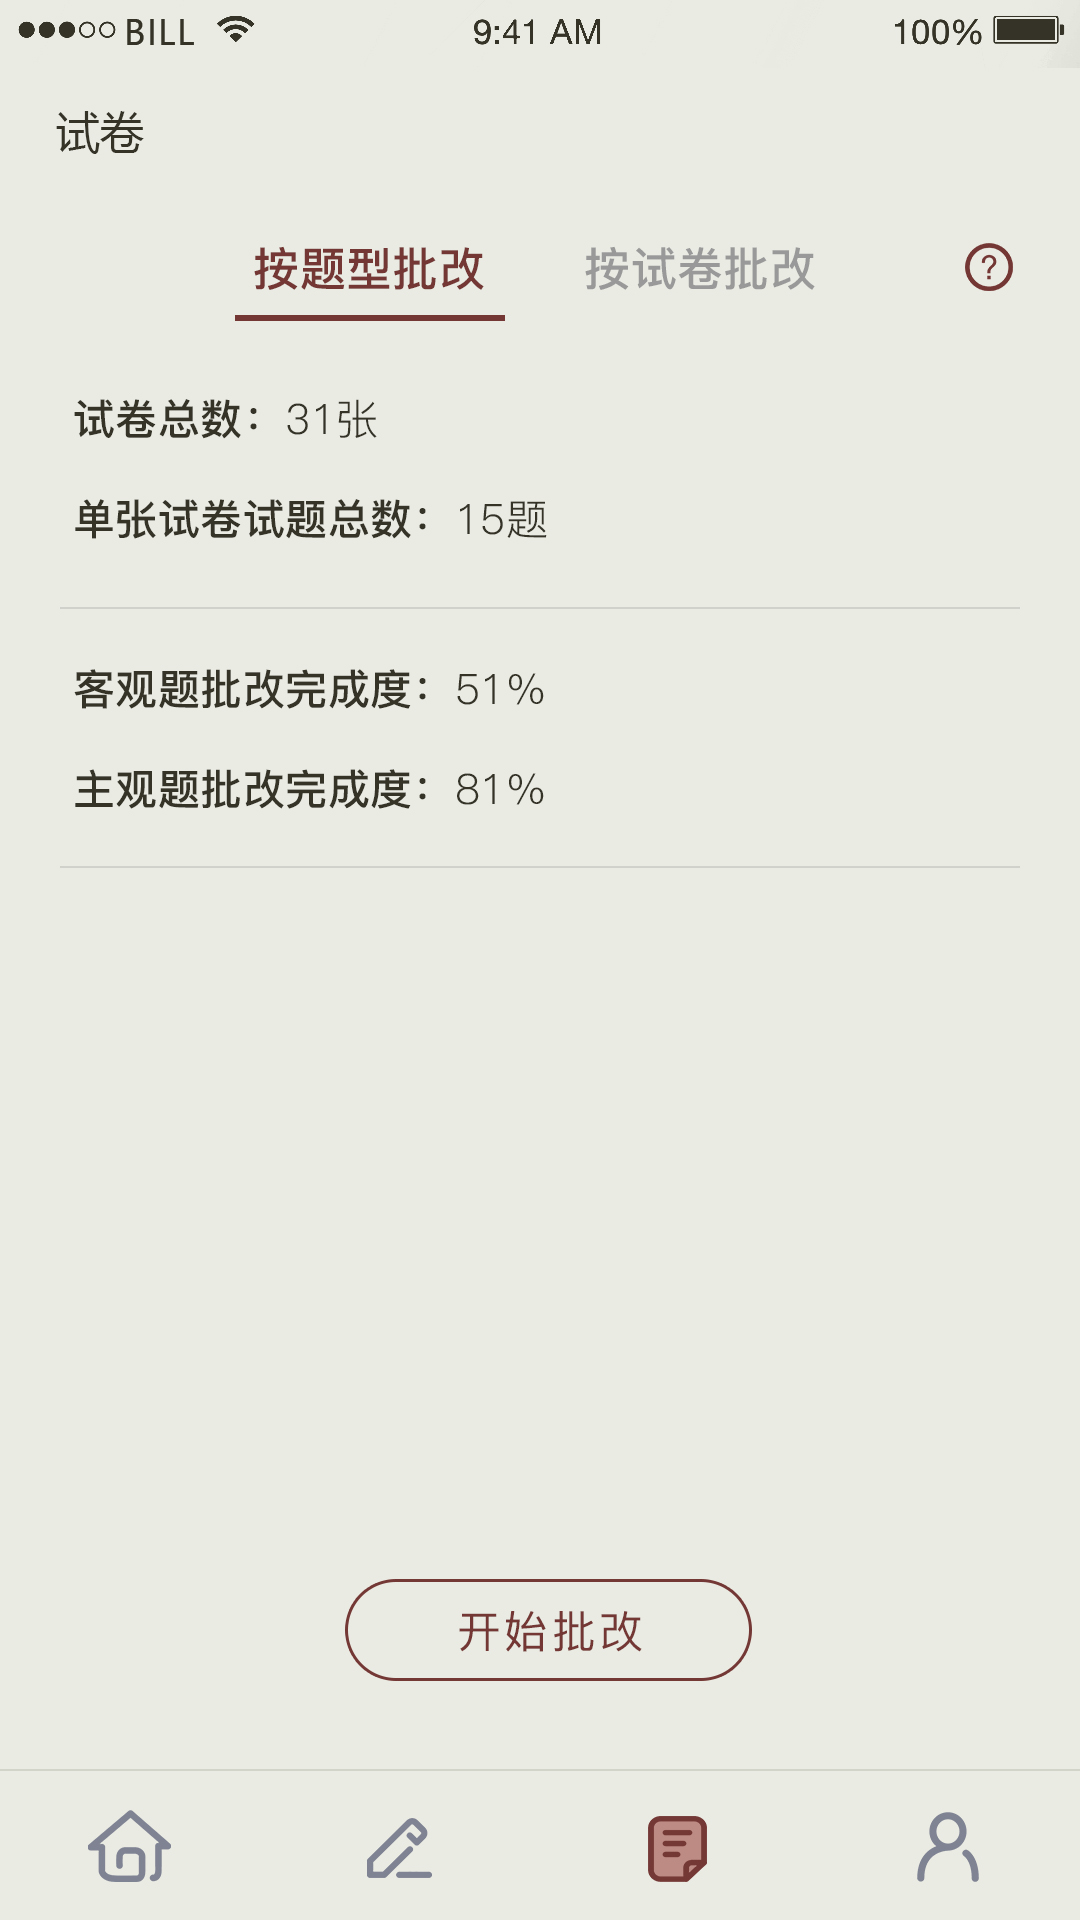 BILL 9:41 AM 100%
试卷
按题型批改 按试卷批改 ?
试卷总数：31张
单张试卷试题总数：15题
客观题批改完成度：51%
主观题批改完成度：81%
开始批改